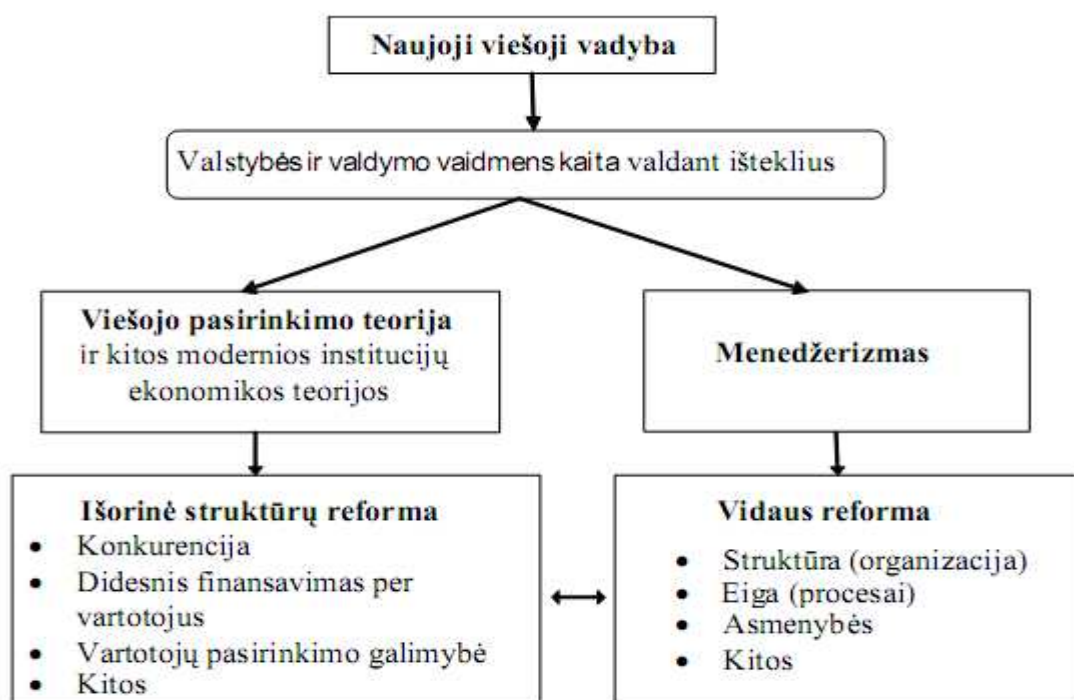 Naujoji viešoji vadyba
Valstybės ir valdymo vaidmens kaita valdant išteklius
Viešojo pasirinkimo teorija
ir kitos modernios institucijų
ekonomikos teorijos
Menedžerizmas
Išorinė struktūrų reforma
• Konkurencija
• Didesnis finansavimas per
vartotojus
• Vartotojų pasirinkimo galimybė
• Kitos
Vidaus reforma
• Struktūra (organizacija)
• Eiga (procesai)
• Asmenybės
• Kitos